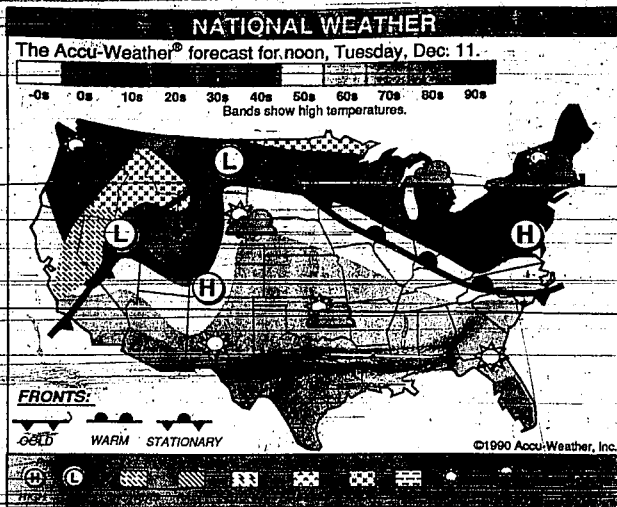 NATIONAL WEATHER
The Accu-Weather® forecast for noon, Tuesday, Dec. 11.
-0s 0s 10s 20s 30s 40s 50s 60s 70s 80s 90s
Bands show high temperatures.
L
L
H
H
FRONTS:
COLD WARM STATIONARY
©1990 Accu-Weather, Inc.
H L